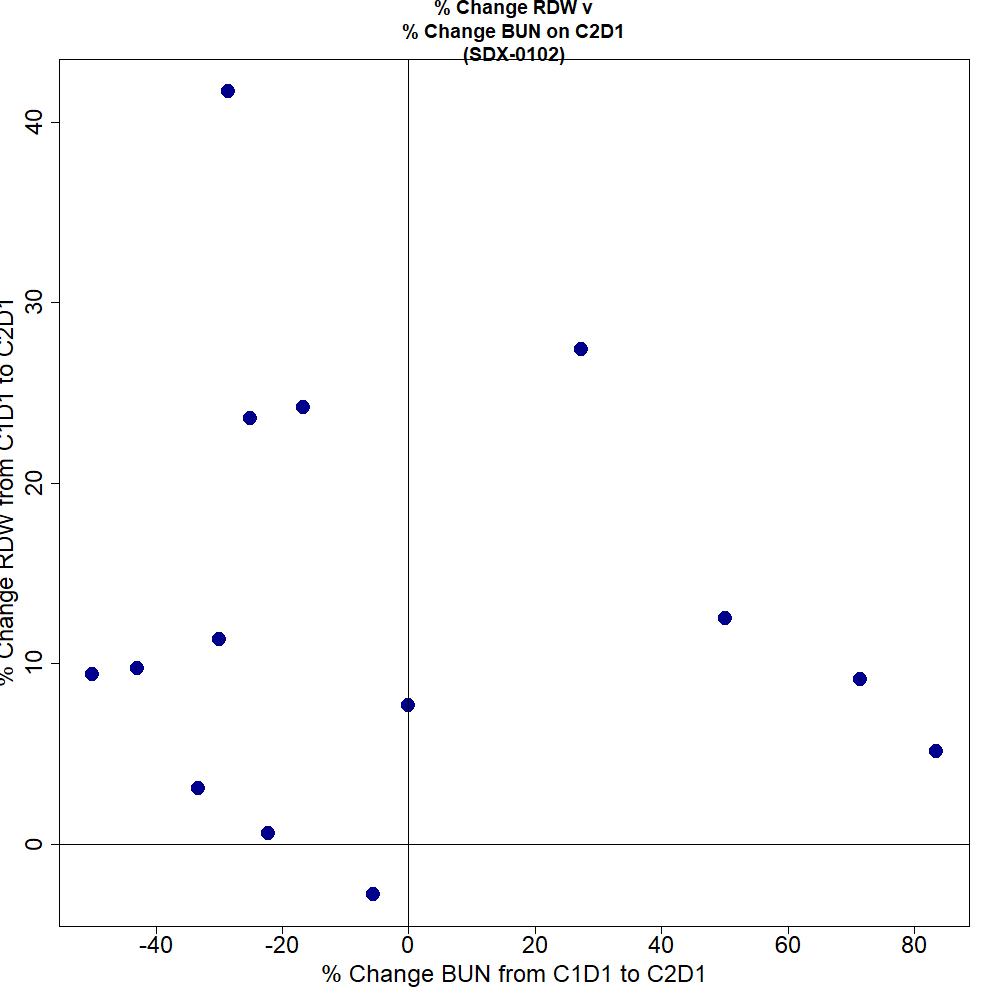 % Change RDW v
% Change BUN on C2D1
(SDX-0102)
% Change RDW from C1D1 to C2D1
40
30
20
10
0
-40 -20 0 20 40 60 80
% Change BUN from C1D1 to C2D1